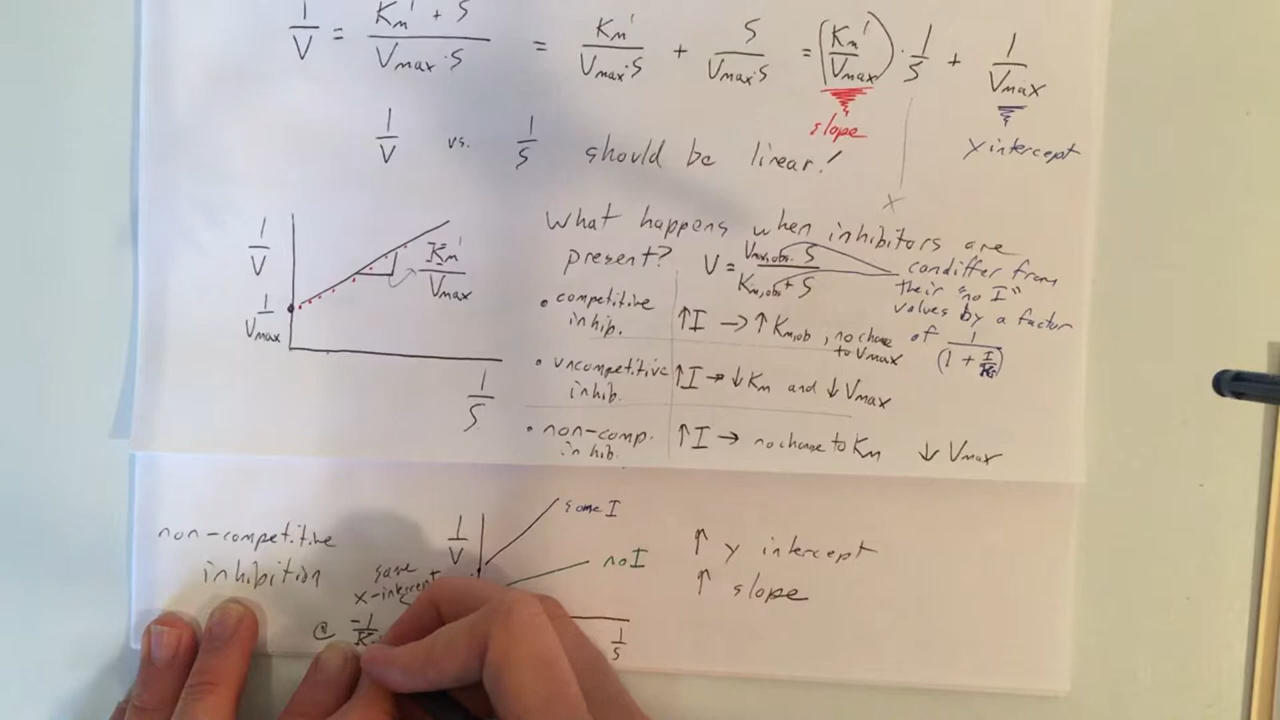 1/V = (Km' + S)/(Vmax·S) = Km'/(Vmax·S) + S/(Vmax·S) = (Km'/Vmax) · 1/S + 1/Vmax
slope
y intercept
1/V vs. 1/S should be linear!
x
1/V
Km'/Vmax
1/Vmax
1/S
What happens when inhibitors are
present? V = (Vmax,obs · S)/(Km,obs + S)
can differ from
their "no I"
values by a factor
of 1/(1 + I/Ki)
• competitive
inhib.
↑I → ↑ Km,ob, no change
to Vmax
• uncompetitive
inhib.
↑I → ↓ Km and ↓ Vmax
• non-comp.
inhib.
↑I → no change to Km ↓ Vmax
non-competitive
inhibition
same
x-intercept
@ -1/K
1/V
some I
no I
1/S
↑ y intercept
↑ slope